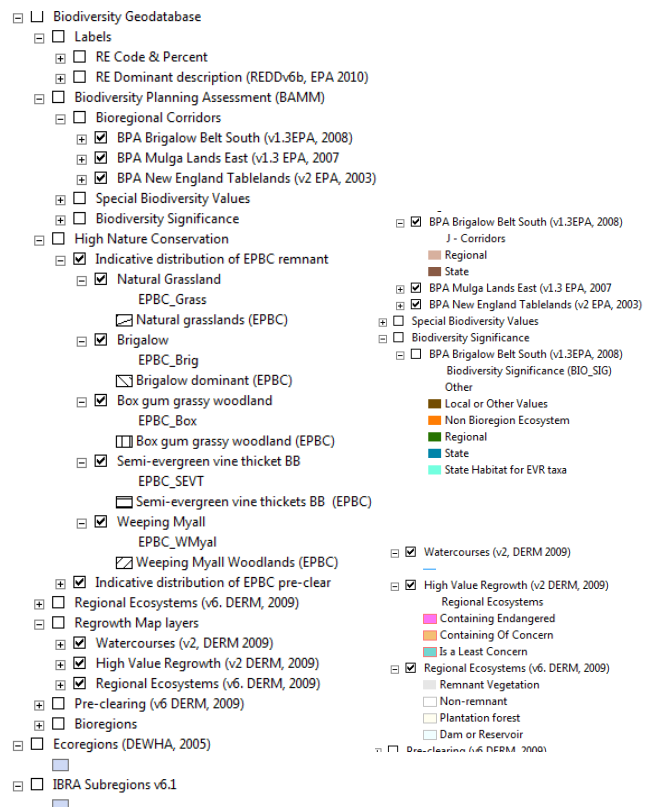 Biodiversity Geodatabase
Labels
RE Code & Percent
RE Dominant description (REDDv6b, EPA 2010)
Biodiversity Planning Assessment (BAMM)
Bioregional Corridors
BPA Brigalow Belt South (v1.3EPA, 2008)
BPA Mulga Lands East (v1.3 EPA, 2007
BPA New England Tablelands (v2 EPA, 2003)
Special Biodiversity Values
Biodiversity Significance
High Nature Conservation
Indicative distribution of EPBC remnant
Natural Grassland
EPBC_Grass
Natural grasslands (EPBC)
Brigalow
EPBC_Brig
Brigalow dominant (EPBC)
Box gum grassy woodland
EPBC_Box
Box gum grassy woodland (EPBC)
Semi-evergreen vine thicket BB
EPBC_SEVT
Semi-evergreen vine thickets BB (EPBC)
Weeping Myall
EPBC_WMyal
Weeping Myall Woodlands (EPBC)
Indicative distribution of EPBC pre-clear
Regional Ecosystems (v6. DERM, 2009)
Regrowth Map layers
Watercourses (v2, DERM 2009)
High Value Regrowth (v2 DERM, 2009)
Regional Ecosystems (v6. DERM, 2009)
Pre-clearing (v6 DERM, 2009)
Bioregions
Ecoregions (DEWHA, 2005)
IBRA Subregions v6.1
BPA Brigalow Belt South (v1.3EPA, 2008)
J - Corridors
Regional
State
BPA Mulga Lands East (v1.3 EPA, 2007
BPA New England Tablelands (v2 EPA, 2003)
Special Biodiversity Values
Biodiversity Significance
BPA Brigalow Belt South (v1.3EPA, 2008)
Biodiversity Significance (BIO_SIG)
Other
Local or Other Values
Non Bioregion Ecosystem
Regional
State
State Habitat for EVR taxa
Watercourses (v2, DERM 2009)
High Value Regrowth (v2 DERM, 2009)
Regional Ecosystems
Containing Endangered
Containing Of Concern
Is a Least Concern
Regional Ecosystems (v6. DERM, 2009)
Remnant Vegetation
Non-remnant
Plantation forest
Dam or Reservoir
Pre-clearing (v6 DERM, 2009)